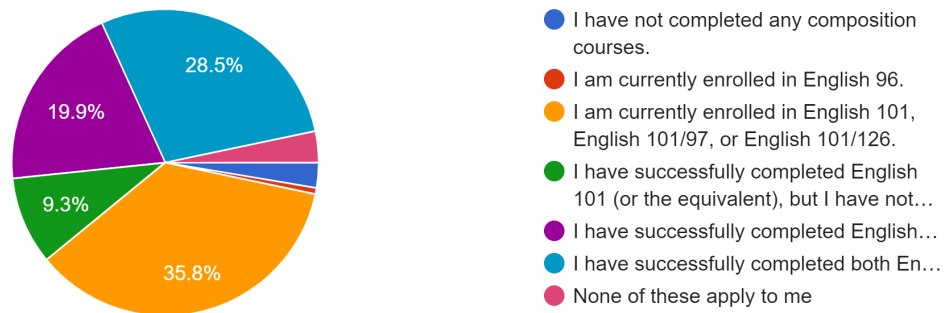 28.5%
19.9%
9.3%
35.8%
I have not completed any composition
courses.
I am currently enrolled in English 96.
I am currently enrolled in English 101,
English 101/97, or English 101/126.
I have successfully completed English
101 (or the equivalent), but I have not…
I have successfully completed English…
I have successfully completed both En…
None of these apply to me